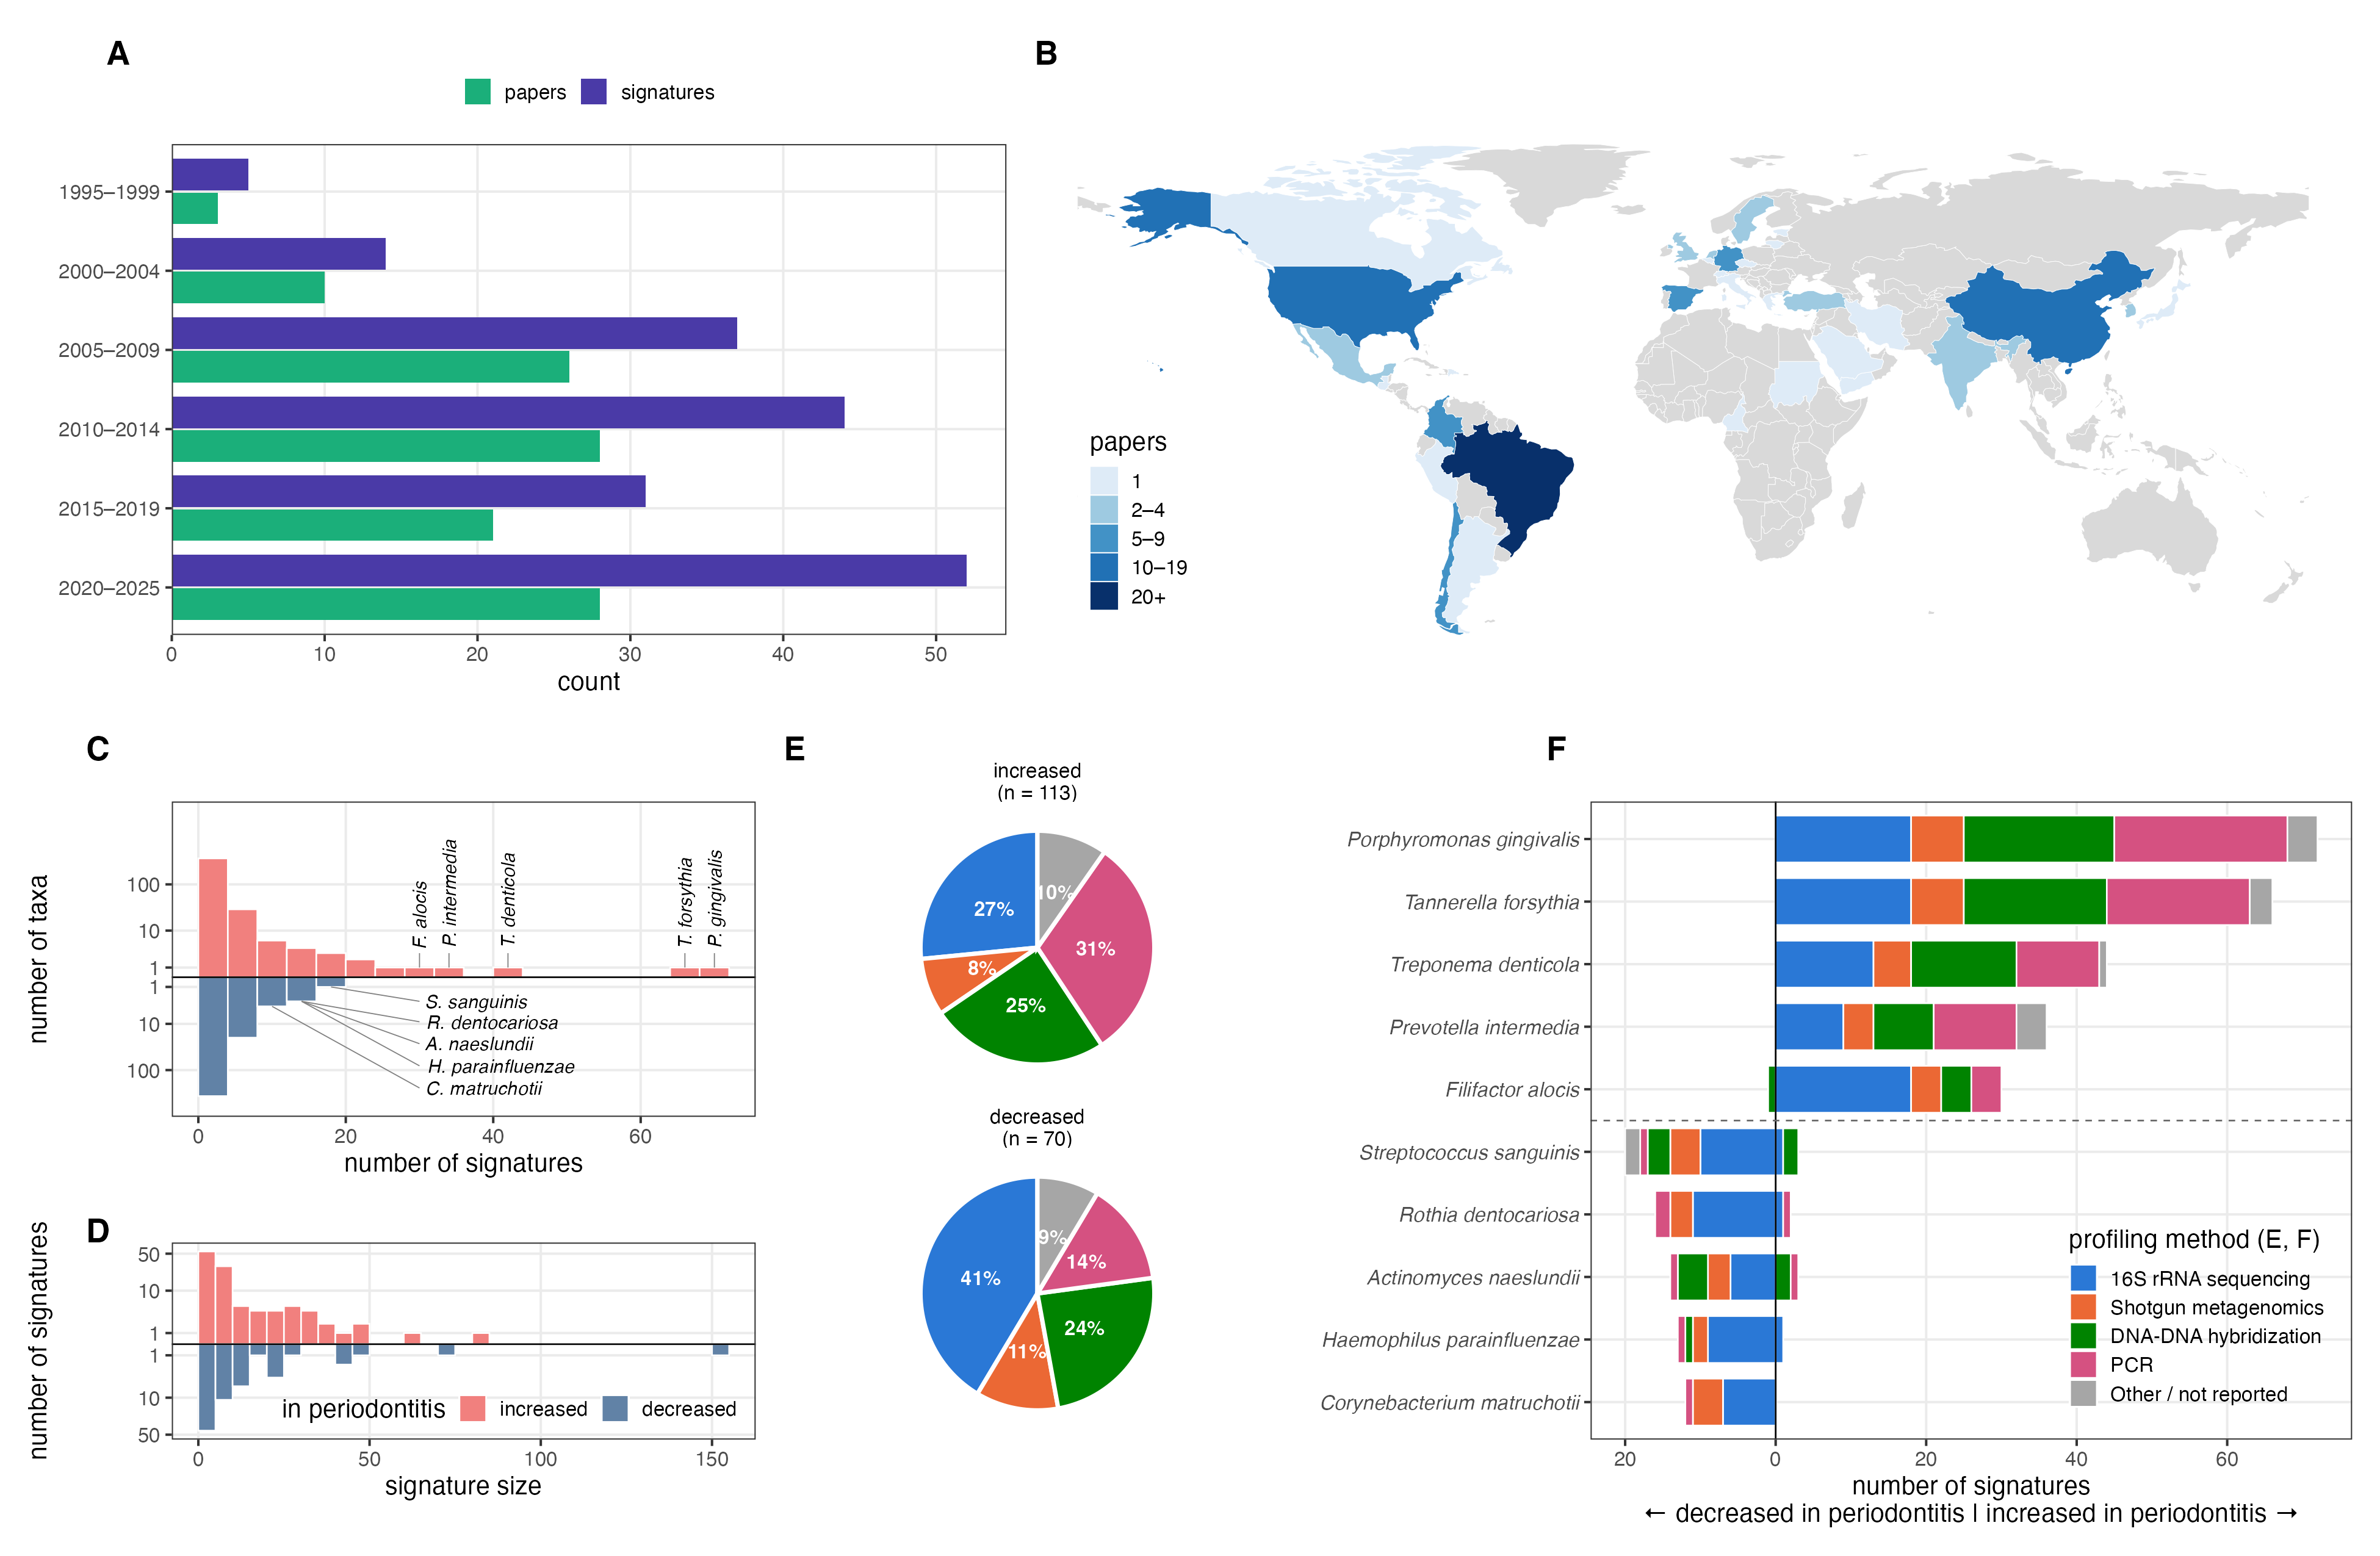 A
papers
signatures
1995–1999
2000–2004
2005–2009
2010–2014
2015–2019
2020–2025
0
10
20
30
40
50
count
B
papers
1
2–4
5–9
10–19
20+
C
number of taxa
100
10
1
1
10
100
F. alocis
P. intermedia
T. denticola
T. forsythia
P. gingivalis
S. sanguinis
R. dentocariosa
A. naeslundii
H. parainfluenzae
C. matruchotii
0
20
40
60
number of signatures
D
number of signatures
50
10
1
1
10
50
in periodontitis
increased
decreased
0
50
100
150
signature size
E
increased
(n = 113)
10%
27%
31%
8%
25%
decreased
(n = 70)
9%
14%
41%
24%
11%
F
Porphyromonas gingivalis
Tannerella forsythia
Treponema denticola
Prevotella intermedia
Filifactor alocis
Streptococcus sanguinis
Rothia dentocariosa
Actinomyces naeslundii
Haemophilus parainfluenzae
Corynebacterium matruchotii
profiling method (E, F)
16S rRNA sequencing
Shotgun metagenomics
DNA-DNA hybridization
PCR
Other / not reported
20
0
20
40
60
number of signatures
← decreased in periodontitis | increased in periodontitis →